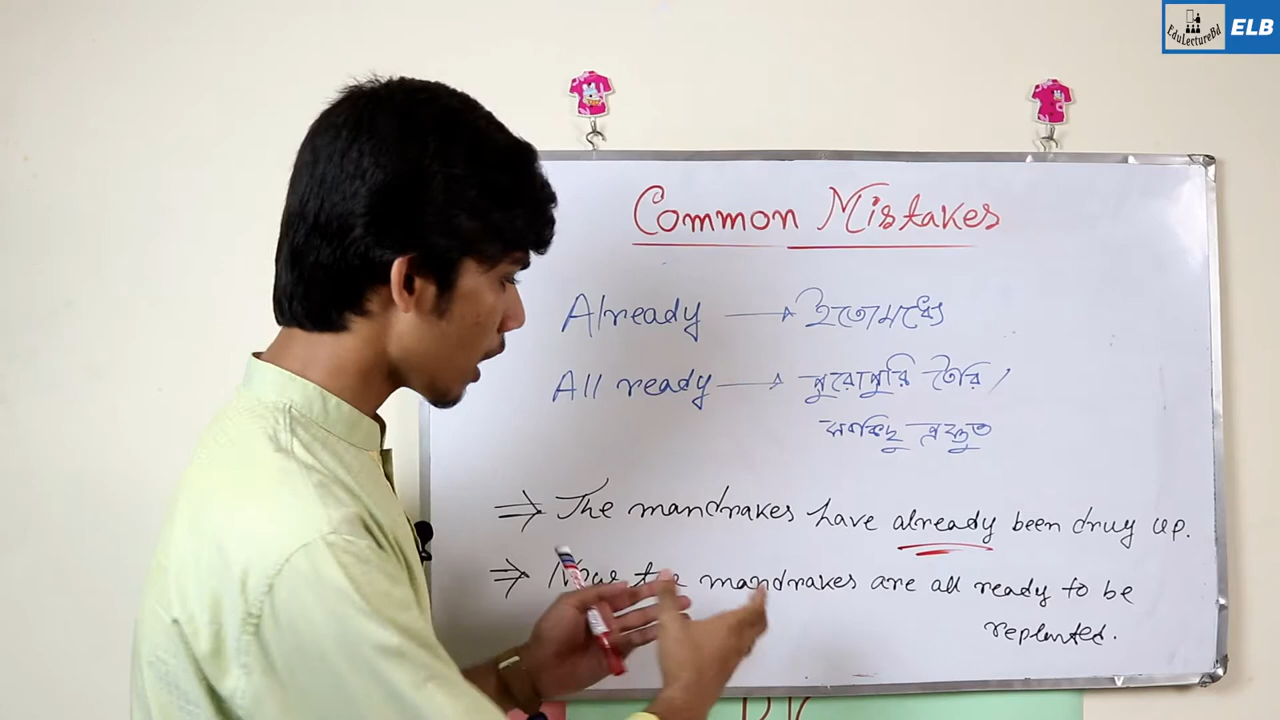 EduLectureBd
ELB
Common Mistakes
Already → ইতোমধ্যে
All ready → পুরোপুরি তৈরি /
সবকিছু প্রস্তুত
⇒ The mandrakes have already been drug up.
⇒ Now the mandrakes are all ready to be
replanted.